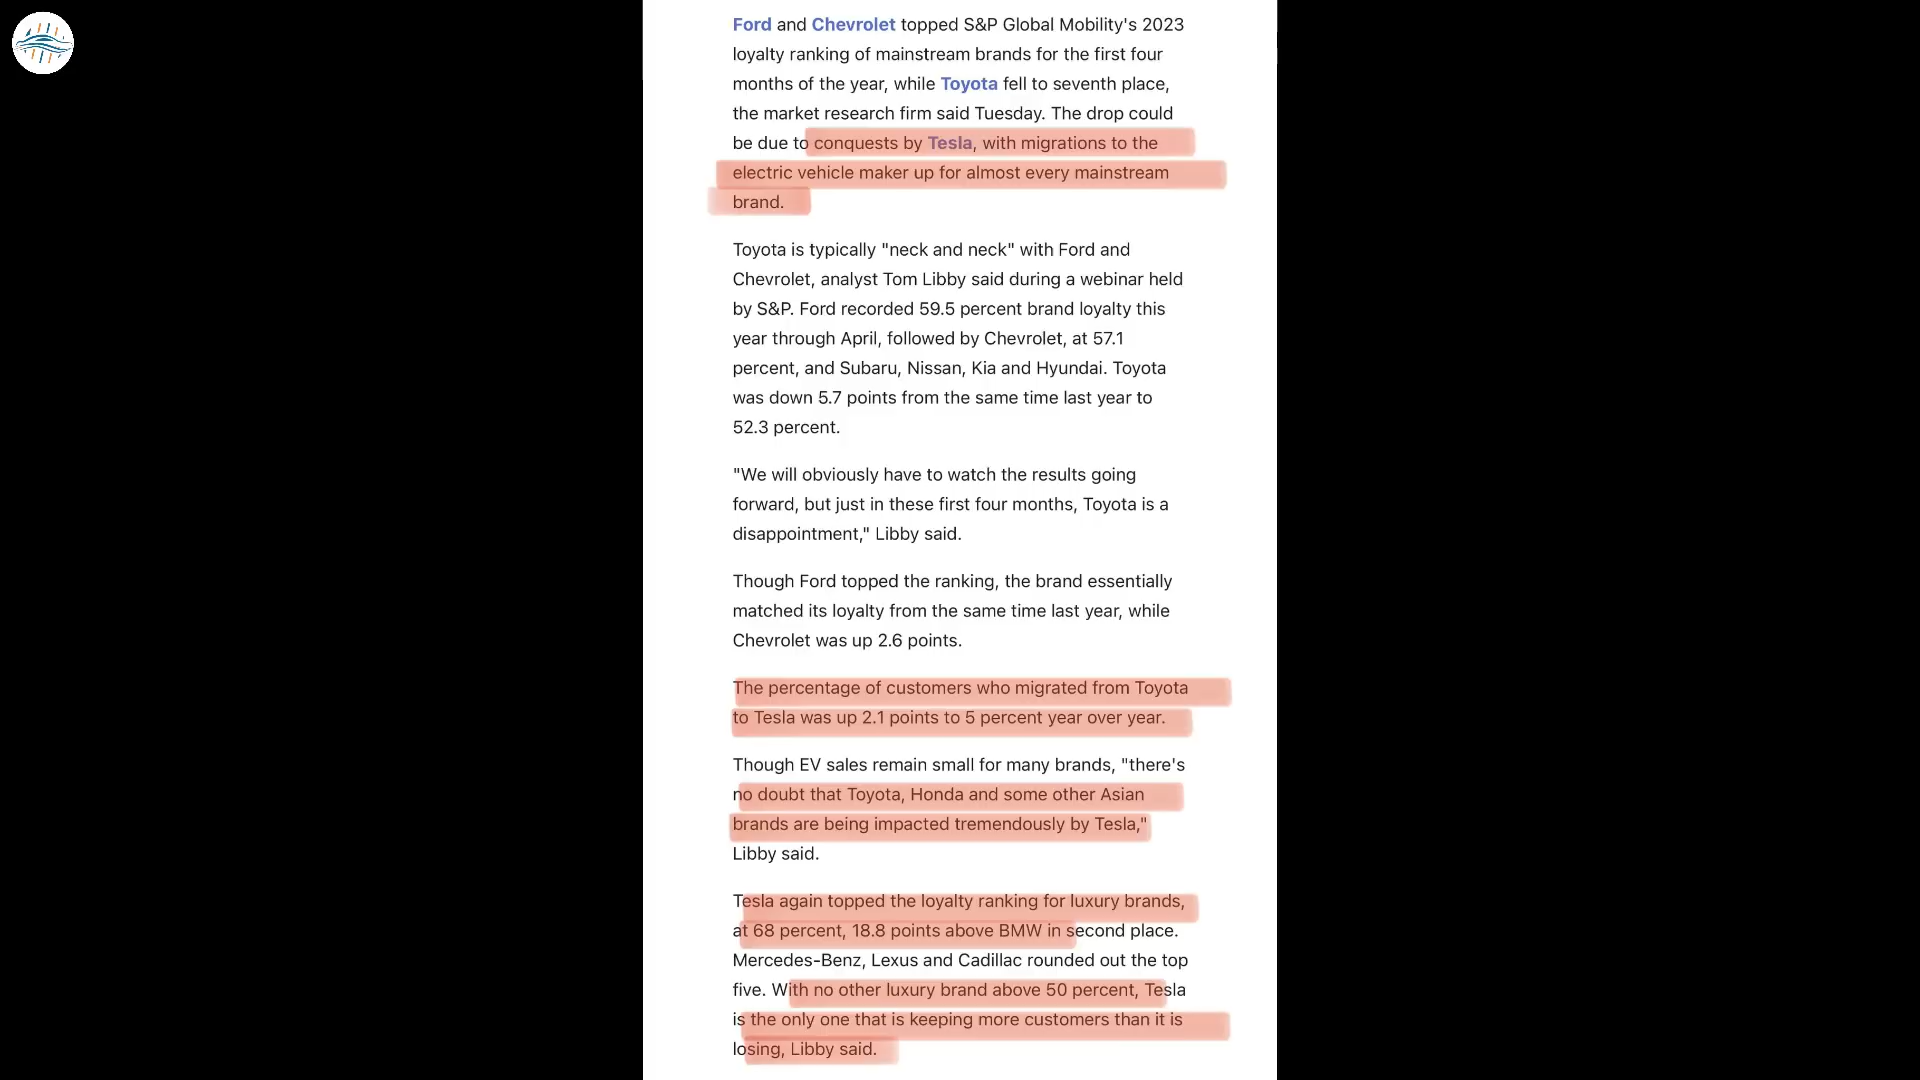 Ford and Chevrolet topped S&P Global Mobility's 2023
loyalty ranking of mainstream brands for the first four
months of the year, while Toyota fell to seventh place,
the market research firm said Tuesday. The drop could
be due to conquests by Tesla, with migrations to the
electric vehicle maker up for almost every mainstream
brand.
Toyota is typically "neck and neck" with Ford and
Chevrolet, analyst Tom Libby said during a webinar held
by S&P. Ford recorded 59.5 percent brand loyalty this
year through April, followed by Chevrolet, at 57.1
percent, and Subaru, Nissan, Kia and Hyundai. Toyota
was down 5.7 points from the same time last year to
52.3 percent.
"We will obviously have to watch the results going
forward, but just in these first four months, Toyota is a
disappointment," Libby said.
Though Ford topped the ranking, the brand essentially
matched its loyalty from the same time last year, while
Chevrolet was up 2.6 points.
The percentage of customers who migrated from Toyota
to Tesla was up 2.1 points to 5 percent year over year.
Though EV sales remain small for many brands, "there's
no doubt that Toyota, Honda and some other Asian
brands are being impacted tremendously by Tesla,"
Libby said.
Tesla again topped the loyalty ranking for luxury brands,
at 68 percent, 18.8 points above BMW in second place.
Mercedes-Benz, Lexus and Cadillac rounded out the top
five. With no other luxury brand above 50 percent, Tesla
is the only one that is keeping more customers than it is
losing, Libby said.